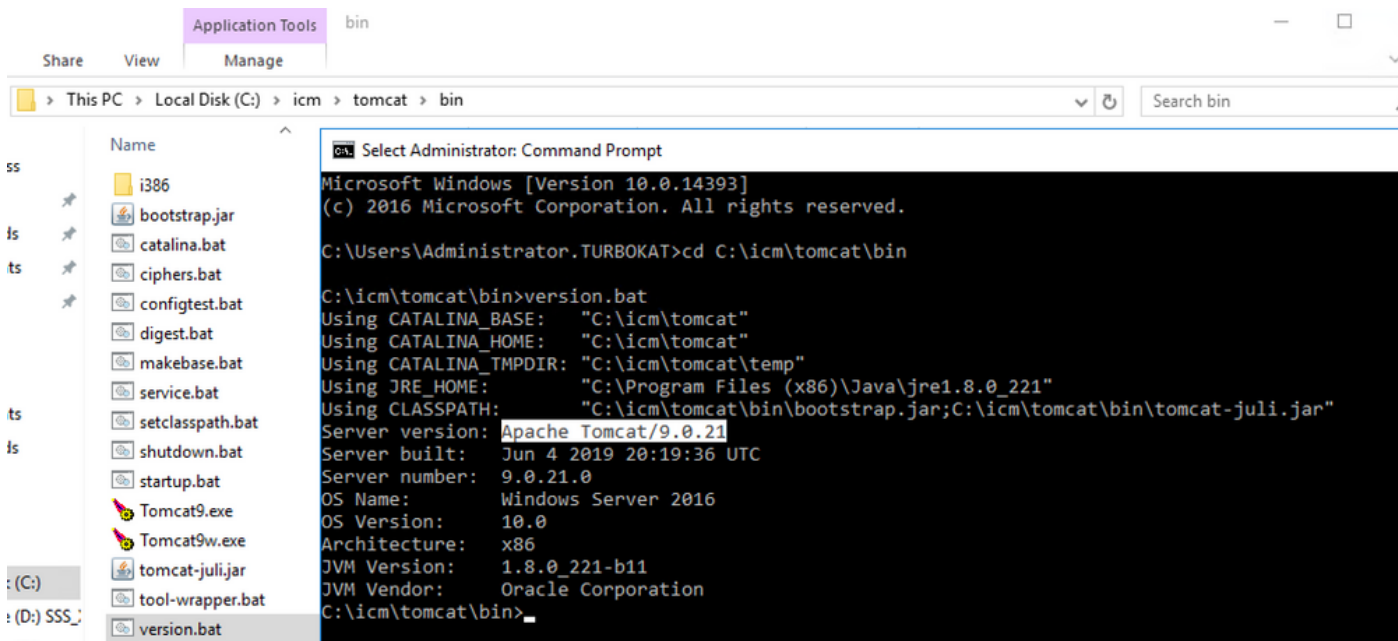 Application Tools bin
Share View Manage
This PC > Local Disk (C:) > icm > tomcat > bin
Search bin
Name
i386
bootstrap.jar
catalina.bat
ciphers.bat
configtest.bat
digest.bat
makebase.bat
service.bat
setclasspath.bat
shutdown.bat
startup.bat
Tomcat9.exe
Tomcat9w.exe
tomcat-juli.jar
tool-wrapper.bat
version.bat
ss
ds
ts
ts
ds
(C:)
(D:) SSS_
Select Administrator: Command Prompt
Microsoft Windows [Version 10.0.14393]
(c) 2016 Microsoft Corporation. All rights reserved.
C:\Users\Administrator.TURBOKAT>cd C:\icm\tomcat\bin
C:\icm\tomcat\bin>version.bat
Using CATALINA_BASE: "C:\icm\tomcat"
Using CATALINA_HOME: "C:\icm\tomcat"
Using CATALINA_TMPDIR: "C:\icm\tomcat\temp"
Using JRE_HOME: "C:\Program Files (x86)\Java\jre1.8.0_221"
Using CLASSPATH: "C:\icm\tomcat\bin\bootstrap.jar;C:\icm\tomcat\bin\tomcat-juli.jar"
Server version: Apache Tomcat/9.0.21
Server built: Jun 4 2019 20:19:36 UTC
Server number: 9.0.21.0
OS Name: Windows Server 2016
OS Version: 10.0
Architecture: x86
JVM Version: 1.8.0_221-b11
JVM Vendor: Oracle Corporation
C:\icm\tomcat\bin>